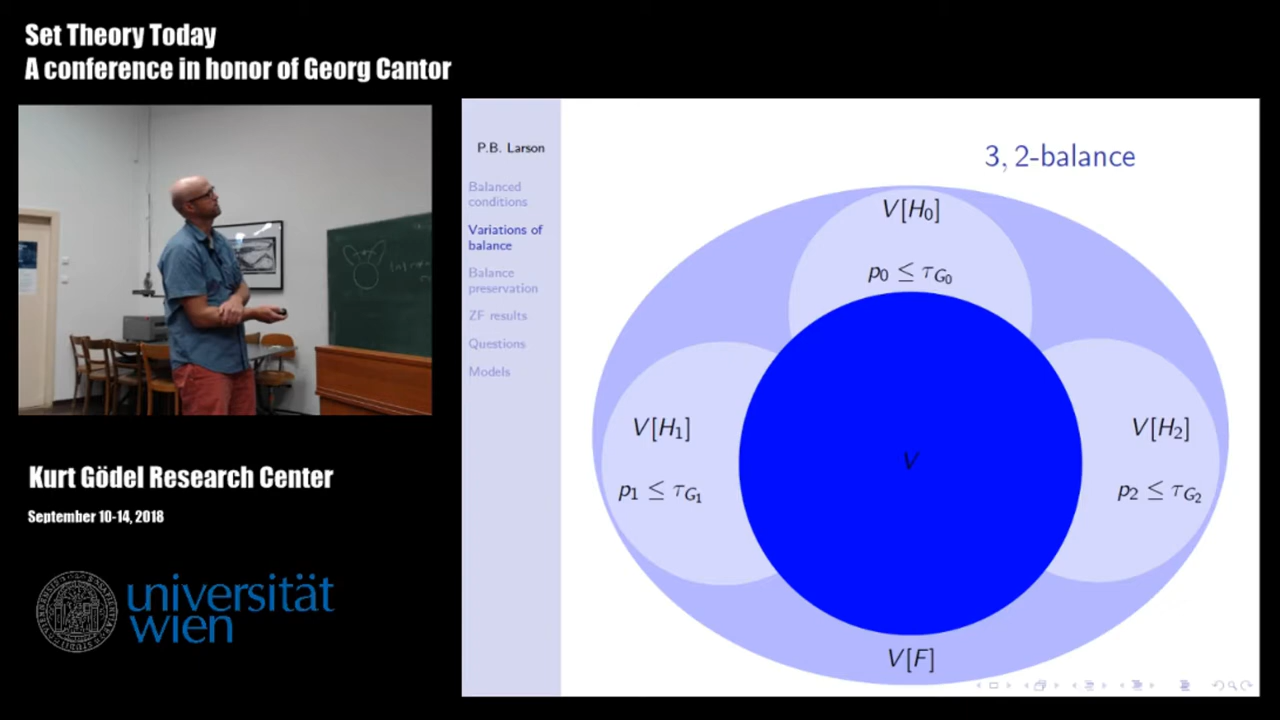 Set Theory Today
A conference in honor of Georg Cantor
Kurt Gödel Research Center
September 10-14, 2018
universität
wien
P.B. Larson
Balanced
conditions
Variations of
balance
Balance
preservation
ZF results
Questions
Models
3, 2-balance
V[H₀]
p₀ ≤ τ_G₀
V[H₁]
p₁ ≤ τ_G₁
V
V[H₂]
p₂ ≤ τ_G₂
V[F]